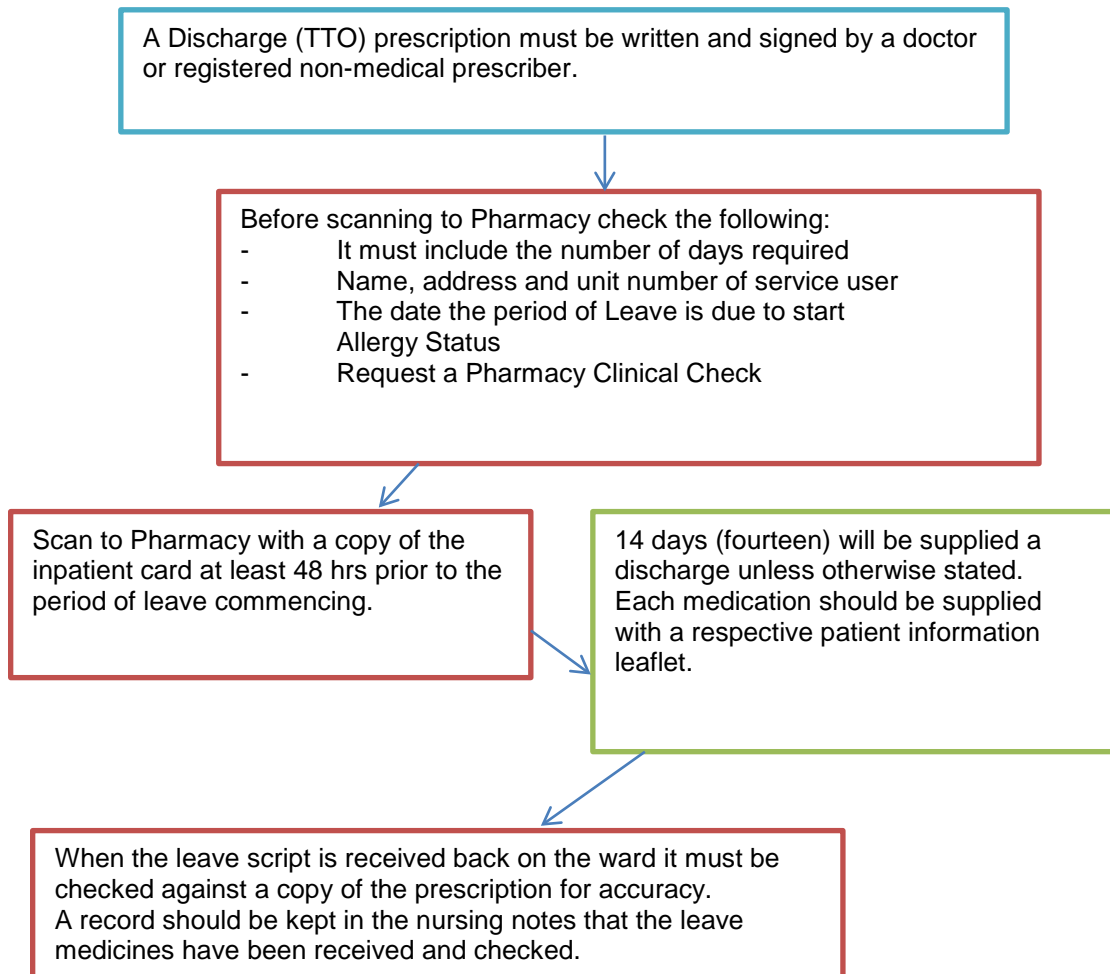 A Discharge (TTO) prescription must be written and signed by a doctor
or registered non-medical prescriber.
Before scanning to Pharmacy check the following:
- It must include the number of days required
- Name, address and unit number of service user
- The date the period of Leave is due to start
Allergy Status
- Request a Pharmacy Clinical Check
Scan to Pharmacy with a copy of the
inpatient card at least 48 hrs prior to the
period of leave commencing.
14 days (fourteen) will be supplied a
discharge unless otherwise stated.
Each medication should be supplied
with a respective patient information
leaflet.
When the leave script is received back on the ward it must be
checked against a copy of the prescription for accuracy.
A record should be kept in the nursing notes that the leave
medicines have been received and checked.